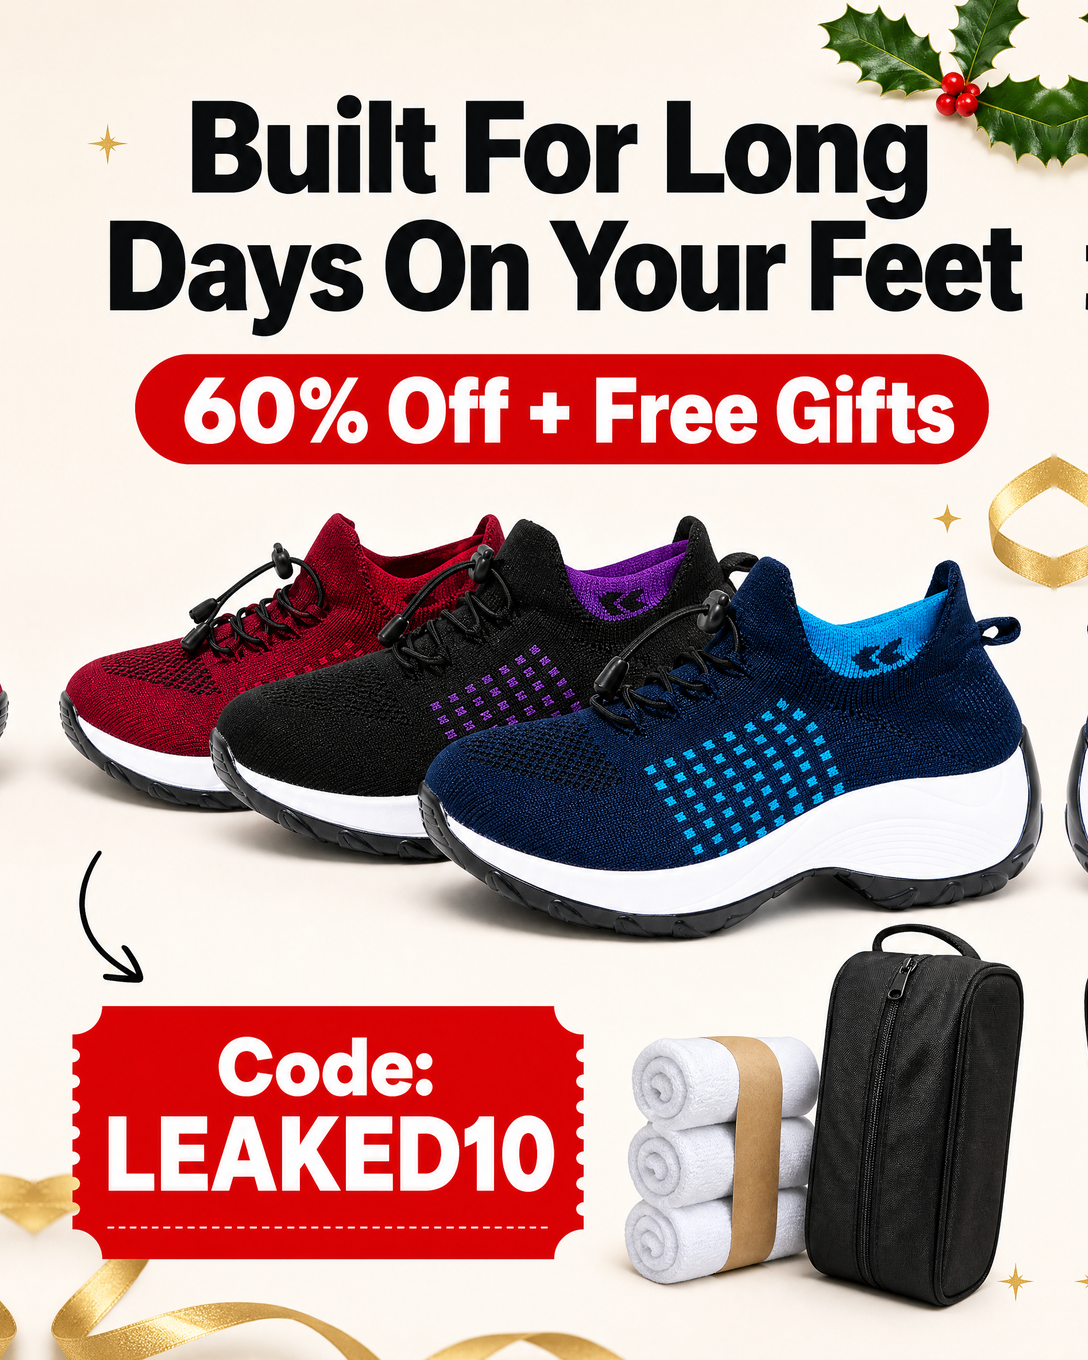 Built For Long
Days On Your Feet
60% Off + Free Gifts
Code:
LEAKED10